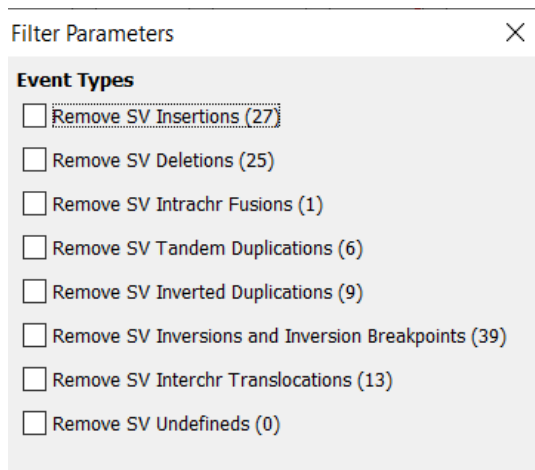 Filter Parameters
Event Types
Remove SV Insertions (27)
Remove SV Deletions (25)
Remove SV Intrachr Fusions (1)
Remove SV Tandem Duplications (6)
Remove SV Inverted Duplications (9)
Remove SV Inversions and Inversion Breakpoints (39)
Remove SV Interchr Translocations (13)
Remove SV Undefineds (0)